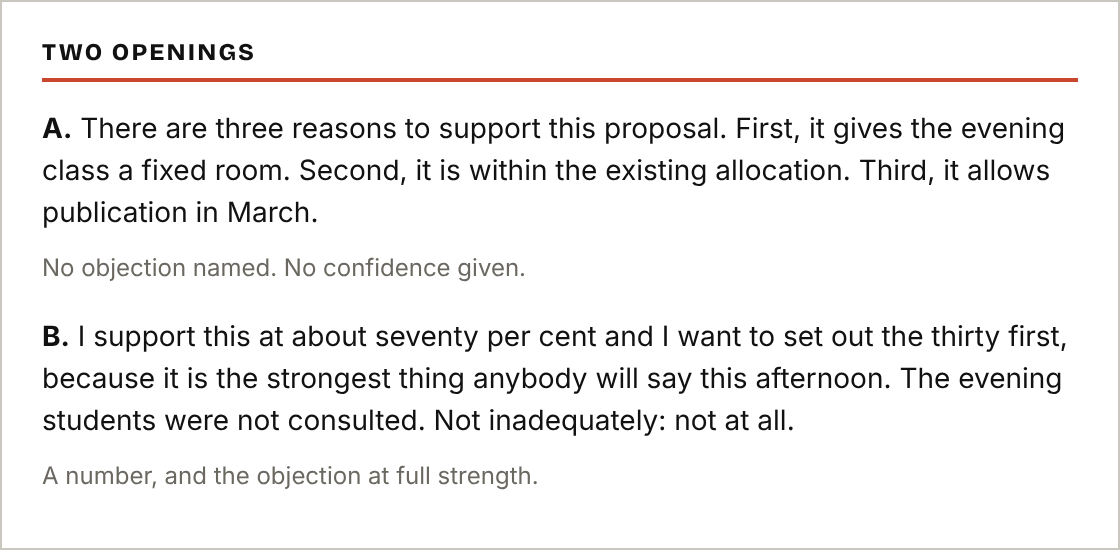 TWO OPENINGS
A. There are three reasons to support this proposal. First, it gives the evening
class a fixed room. Second, it is within the existing allocation. Third, it allows
publication in March.
No objection named. No confidence given.
B. I support this at about seventy per cent and I want to set out the thirty first,
because it is the strongest thing anybody will say this afternoon. The evening
students were not consulted. Not inadequately: not at all.
A number, and the objection at full strength.